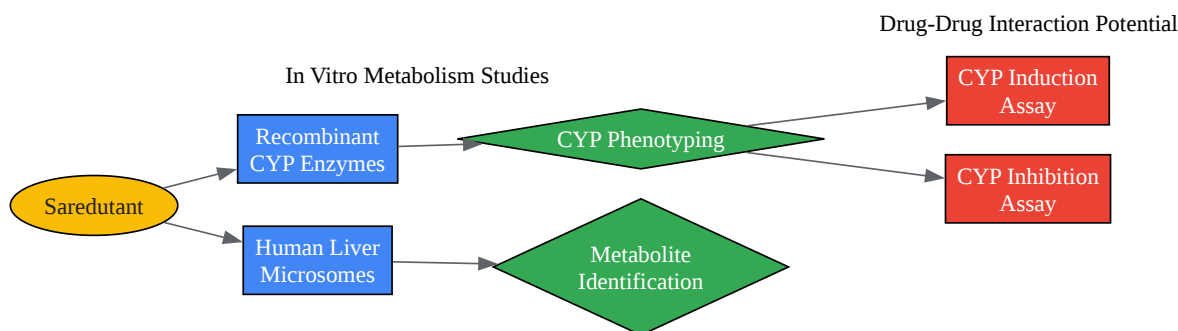 Drug-Drug Interaction Potential
In Vitro Metabolism Studies
CYP Induction
Assay
Recombinant
CYP Enzymes
CYP Phenotyping
CYP Inhibition
Assay
Saredutant
Human Liver
Microsomes
Metabolite
Identification